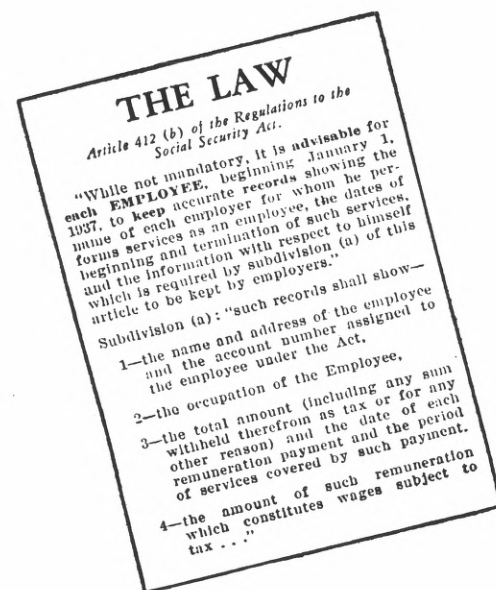 THE LAW
Article 412 (b) of the Regulations to the
Social Security Act.
"While not mandatory, it is advisable for
each EMPLOYEE, beginning January 1,
1937, to keep accurate records showing the
name of each employer for whom he per-
forms services as an employee, the dates of
beginning and termination of such services,
and the information with respect to himself
which is required by subdivision (a) of this
article to be kept by employers."
Subdivision (a): "such records shall show—
1—the name and address of the employee
and the account number assigned to
the employee under the Act,
2—the occupation of the Employee,
3—the total amount (including any sum
withheld therefrom as tax or for any
other reason) and the date of each
remuneration payment and the period
of services covered by such payment.
4—the amount of such remuneration
which constitutes wages subject to
tax . . ."